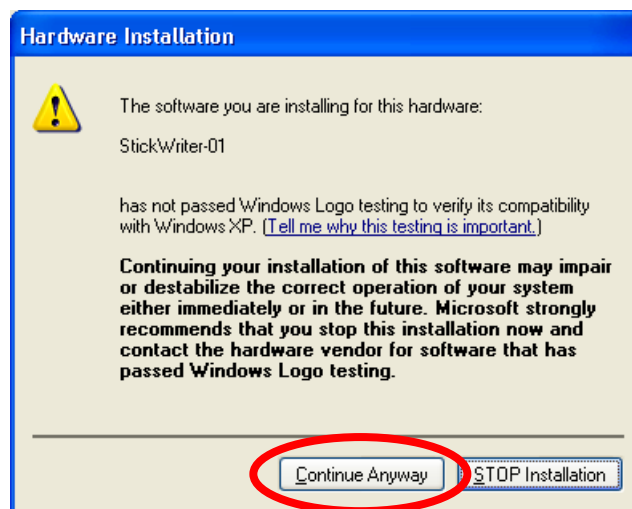 Hardware Installation
The software you are installing for this hardware:
StickWriter-01
has not passed Windows Logo testing to verify its compatibility
with Windows XP. (Tell me why this testing is important.)
Continuing your installation of this software may impair
or destabilize the correct operation of your system
either immediately or in the future. Microsoft strongly
recommends that you stop this installation now and
contact the hardware vendor for software that has
passed Windows Logo testing.
Continue Anyway
STOP Installation